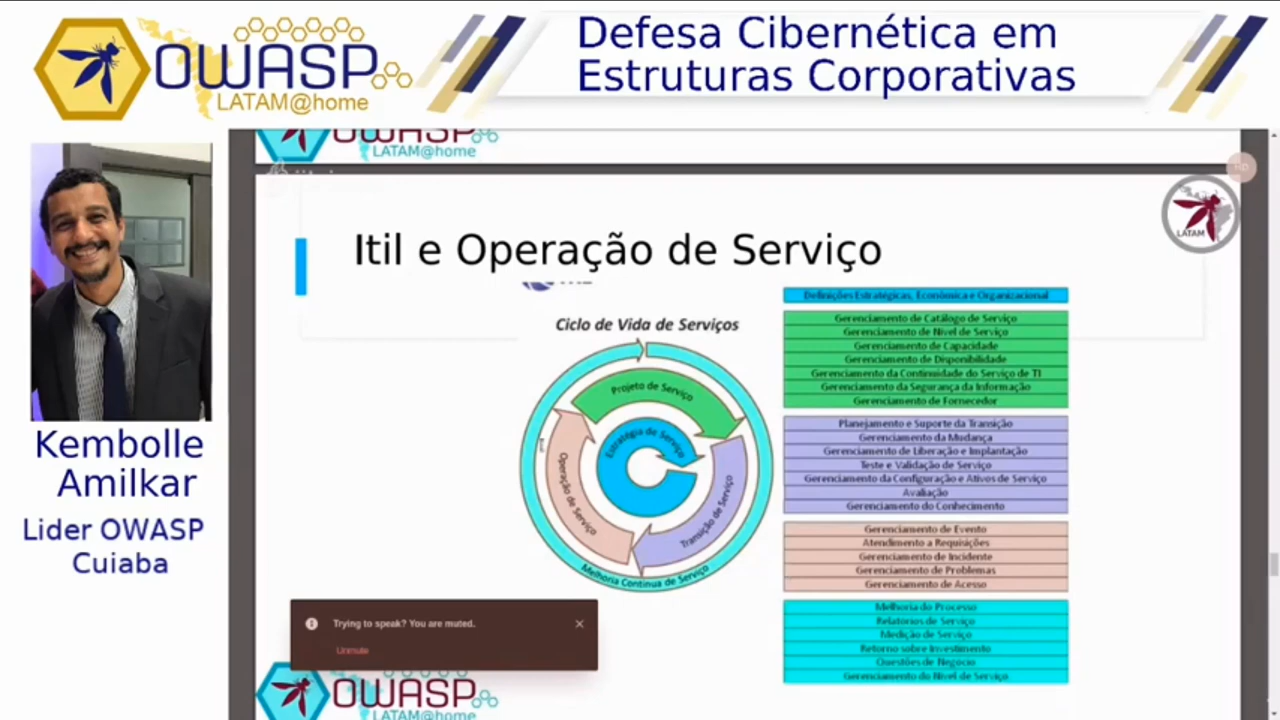 OWASP
LATAM@home
Defesa Cibernética em
Estruturas Corporativas
OWASP
LATAM@home
LATAM
Itil e Operação de Serviço
Ciclo de Vida de Serviços
Projeto de Serviço
Estratégia de Serviço
Operação de Serviço
Transição de Serviço
Melhoria Contínua de Serviço
Definições Estratégicas, Econômica e Organizacional
Gerenciamento de Catálogo de Serviço
Gerenciamento de Nível de Serviço
Gerenciamento de Capacidade
Gerenciamento de Disponibilidade
Gerenciamento da Continuidade do Serviço de TI
Gerenciamento da Segurança da Informação
Gerenciamento de Fornecedor
Planejamento e Suporte da Transição
Gerenciamento da Mudança
Gerenciamento de Liberação e Implantação
Teste e Validação de Serviço
Gerenciamento da Configuração e Ativos de Serviço
Avaliação
Gerenciamento do Conhecimento
Gerenciamento de Evento
Atendimento a Requisições
Gerenciamento de Incidente
Gerenciamento de Problemas
Gerenciamento de Acesso
Melhoria do Processo
Relatórios de Serviço
Medição de Serviço
Retorno sobre Investimento
Questões de Negócio
Gerenciamento do Nível de Serviço
Kembolle
Amilkar
Lider OWASP
Cuiaba
Trying to speak? You are muted.
Unmute
OWASP
LATAM@home